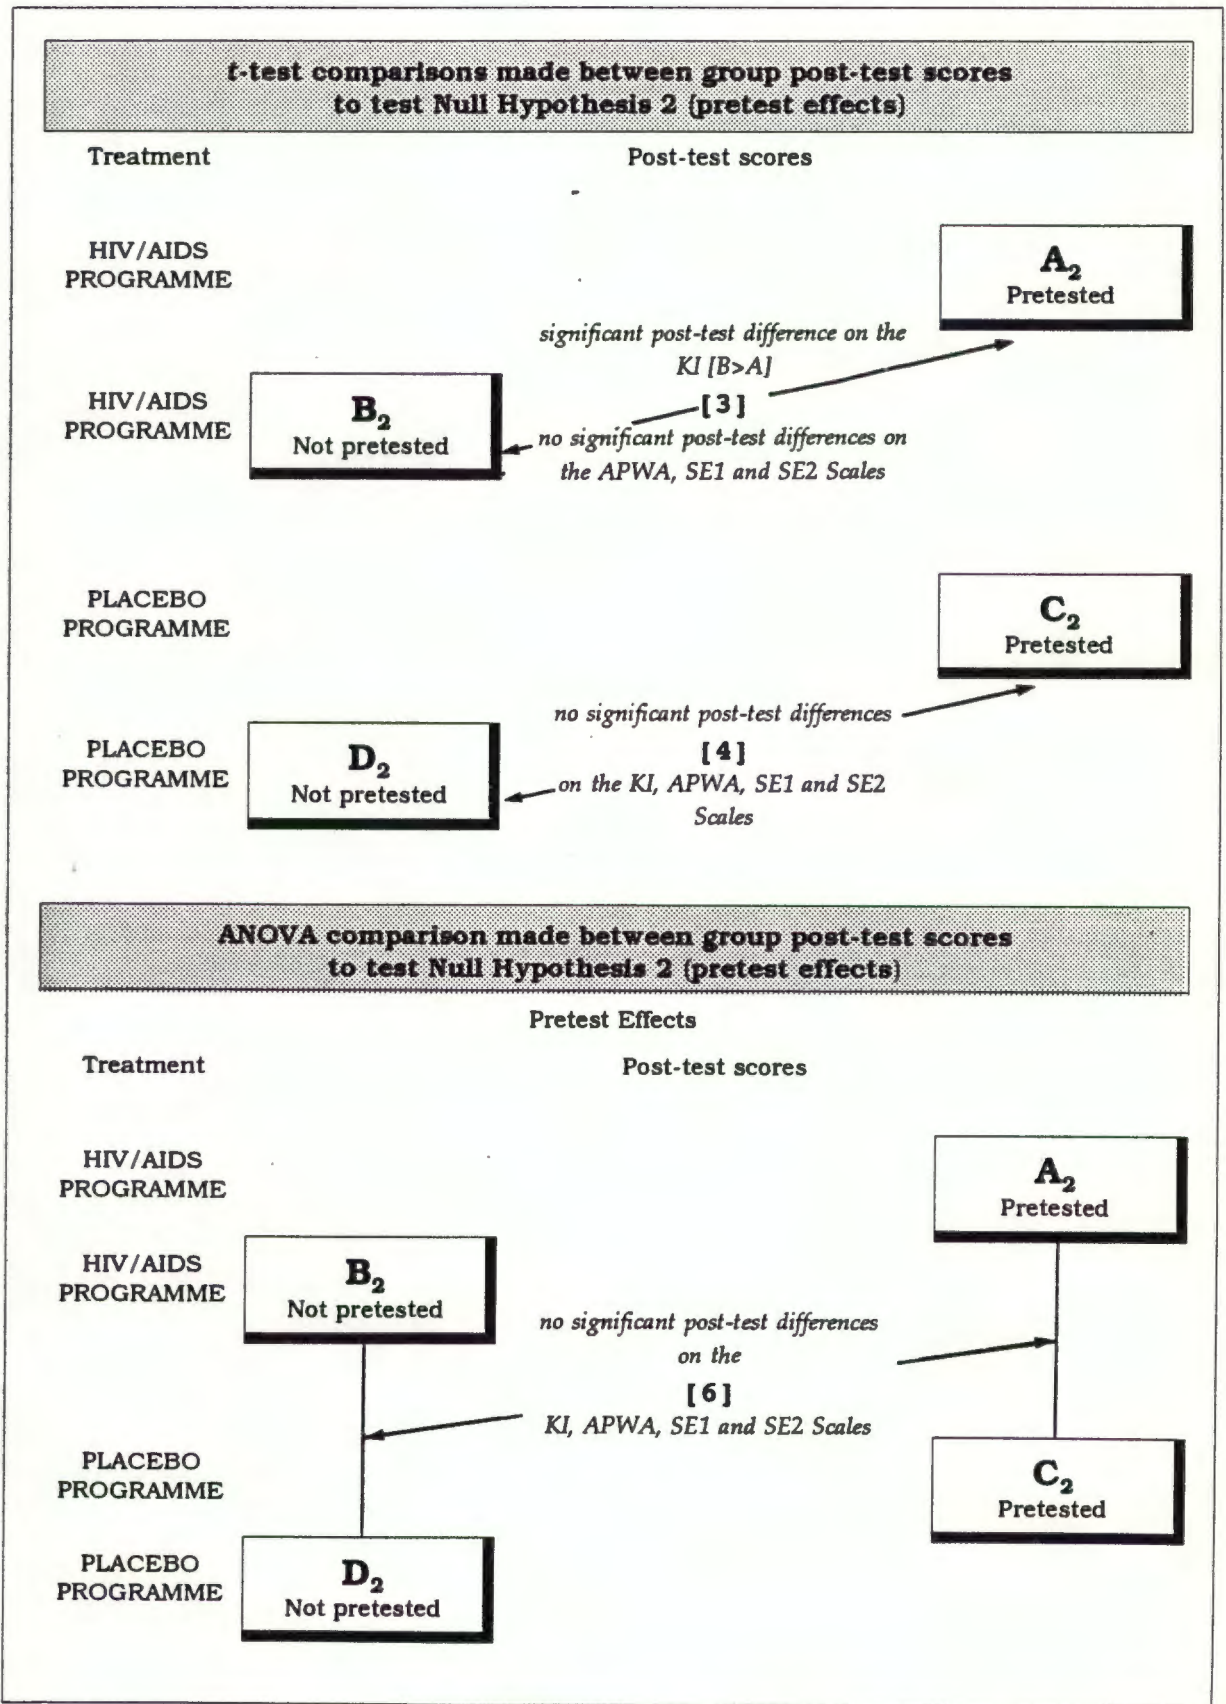 t-test comparisons made between group post-test scores
to test Null Hypothesis 2 (pretest effects)
Treatment
Post-test scores
HIV/AIDS
PROGRAMME
A2
Pretested
significant post-test difference on the
KI [B>A]
HIV/AIDS
PROGRAMME
B2
Not pretested
[3]
no significant post-test differences on
the APWA, SE1 and SE2 Scales
PLACEBO
PROGRAMME
C2
Pretested
no significant post-test differences
PLACEBO
PROGRAMME
D2
Not pretested
[4]
on the KI, APWA, SE1 and SE2
Scales
ANOVA comparison made between group post-test scores
to test Null Hypothesis 2 (pretest effects)
Pretest Effects
Treatment
Post-test scores
HIV/AIDS
PROGRAMME
A2
Pretested
HIV/AIDS
PROGRAMME
B2
Not pretested
no significant post-test differences
on the
[6]
KI, APWA, SE1 and SE2 Scales
PLACEBO
PROGRAMME
C2
Pretested
PLACEBO
PROGRAMME
D2
Not pretested